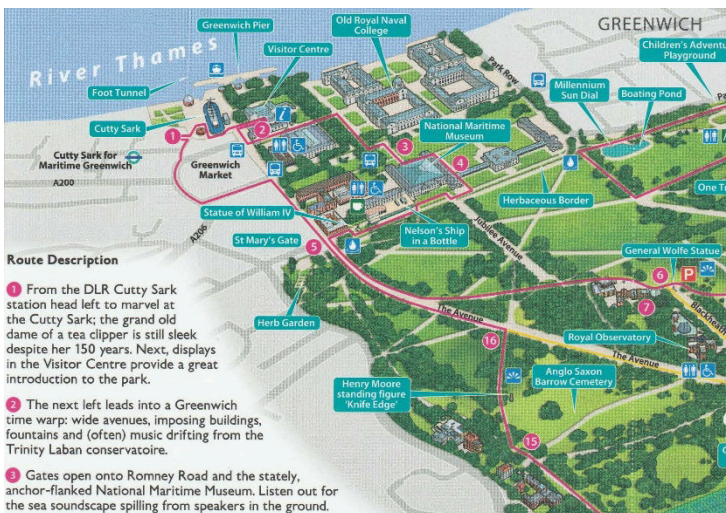 GREENWICH
Greenwich Pier
Old Royal Naval
College
Children's Advent
Playground
River Thames
Visitor Centre
Park Row
Foot Tunnel
Millennium
Sun Dial
Boating Pond
Cutty Sark
i
1
2
3
National Maritime
Museum
4
Cutty Sark for
Maritime Greenwich
A200
Greenwich
Market
One Tr
Herbaceous Border
Statue of William IV
Nelson's Ship
in a Bottle
Jubilee Avenue
A206
St Mary's Gate
5
General Wolfe Statue
6
P
7
Blackhea
Herb Garden
The Avenue
16
Royal Observatory
The Avenue
Henry Moore
standing figure
'Knife Edge'
Anglo Saxon
Barrow Cemetery
15
Route Description
1 From the DLR Cutty Sark
station head left to marvel at
the Cutty Sark; the grand old
dame of a tea clipper is still sleek
despite her 150 years. Next, displays
in the Visitor Centre provide a great
introduction to the park.
2 The next left leads into a Greenwich
time warp: wide avenues, imposing buildings,
fountains and (often) music drifting from the
Trinity Laban conservatoire.
3 Gates open onto Romney Road and the stately,
anchor-flanked National Maritime Museum. Listen out for
the sea soundscape spilling from speakers in the ground.